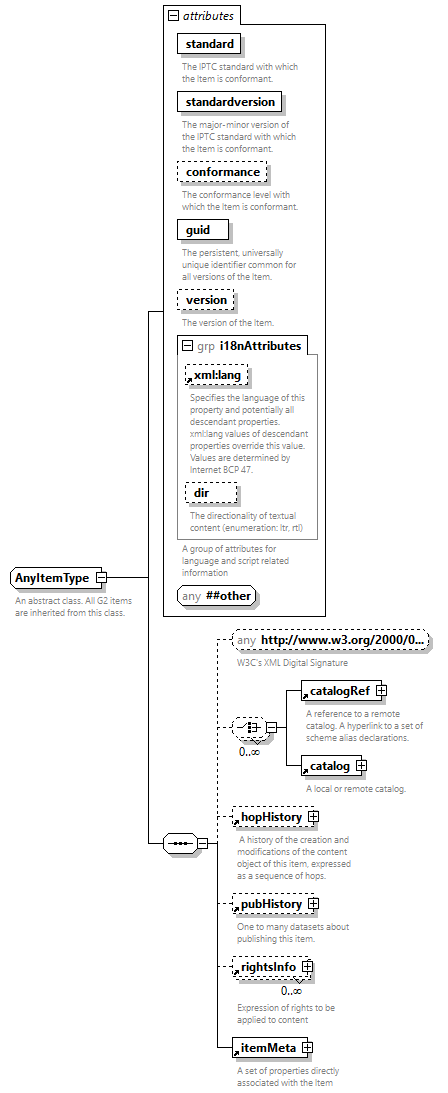 attributes
standard
The IPTC standard with which
the Item is conformant.
standardversion
The major-minor version of
the IPTC standard with which
the Item is conformant.
conformance
The conformance level with
which the Item is conformant.
guid
The persistent, universally
unique identifier common for
all versions of the Item.
version
The version of the Item.
grp i18nAttributes
xml:lang
Specifies the language of this
property and potentially all
descendant properties.
xml:lang values of descendant
properties override this value.
Values are determined by
Internet BCP 47.
dir
The directionality of textual
content (enumeration: ltr, rtl)
A group of attributes for
language and script related
information
any ##other
AnyItemType
An abstract class. All G2 items
are inherited from this class.
any http://www.w3.org/2000/0...
W3C's XML Digital Signature
catalogRef
A reference to a remote
catalog. A hyperlink to a set of
scheme alias declarations.
0..∞
catalog
A local or remote catalog.
hopHistory
A history of the creation and
modifications of the content
object of this item, expressed
as a sequence of hops.
pubHistory
One to many datasets about
publishing this item.
rightsInfo
0..∞
Expression of rights to be
applied to content
itemMeta
A set of properties directly
associated with the Item